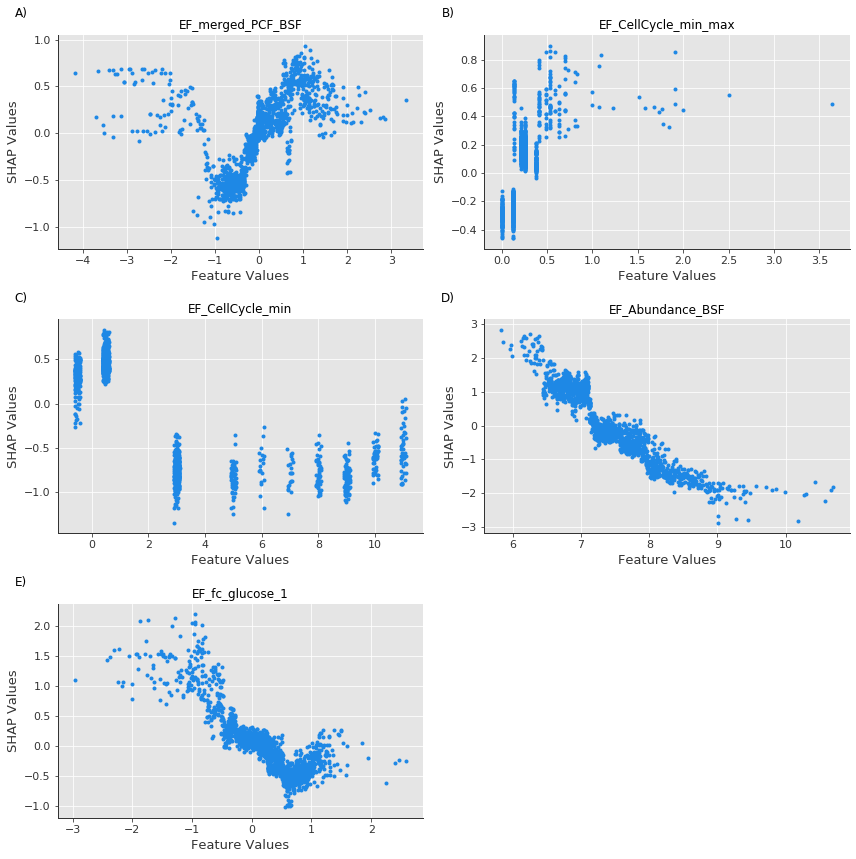 A)
EF_merged_PCF_BSF
1.0
0.5
0.0
−0.5
−1.0
SHAP Values
−4 −3 −2 −1 0 1 2 3
Feature Values
B)
EF_CellCycle_min_max
0.8
0.6
0.4
0.2
0.0
−0.2
−0.4
SHAP Values
0.0 0.5 1.0 1.5 2.0 2.5 3.0 3.5
Feature Values
C)
EF_CellCycle_min
0.5
0.0
−0.5
−1.0
SHAP Values
0 2 4 6 8 10
Feature Values
D)
EF_Abundance_BSF
3
2
1
0
−1
−2
−3
SHAP Values
6 7 8 9 10
Feature Values
E)
EF_fc_glucose_1
2.0
1.5
1.0
0.5
0.0
−0.5
−1.0
SHAP Values
−3 −2 −1 0 1 2
Feature Values